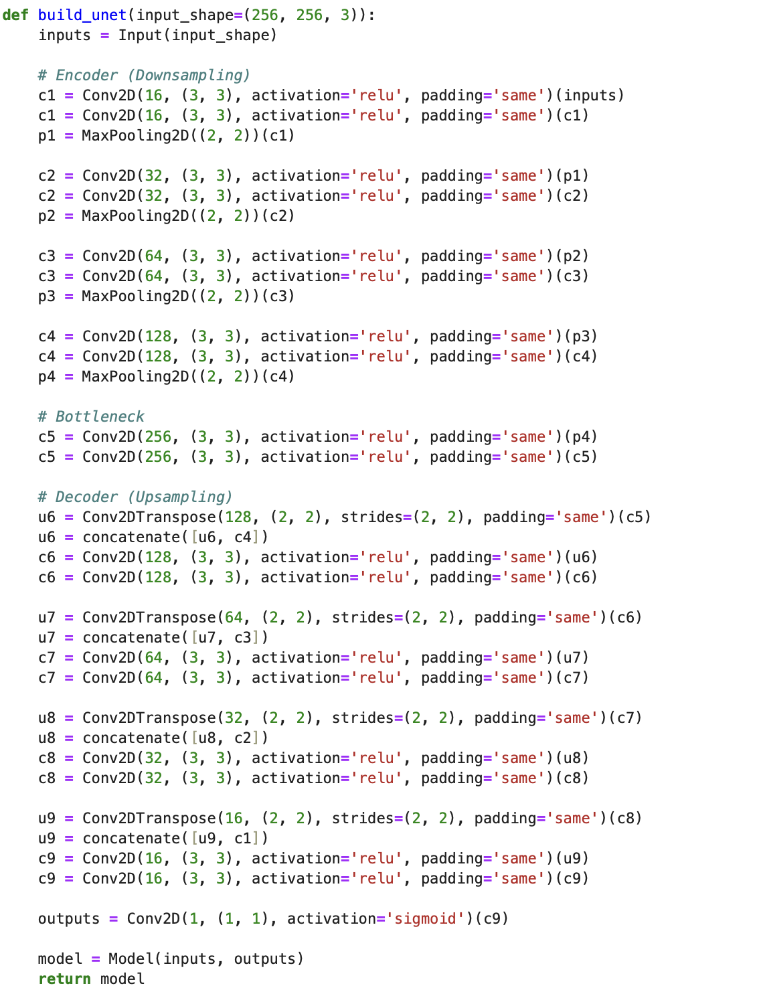 def build_unet(input_shape=(256, 256, 3)):
    inputs = Input(input_shape)

    # Encoder (Downsampling)
    c1 = Conv2D(16, (3, 3), activation='relu', padding='same')(inputs)
    c1 = Conv2D(16, (3, 3), activation='relu', padding='same')(c1)
    p1 = MaxPooling2D((2, 2))(c1)

    c2 = Conv2D(32, (3, 3), activation='relu', padding='same')(p1)
    c2 = Conv2D(32, (3, 3), activation='relu', padding='same')(c2)
    p2 = MaxPooling2D((2, 2))(c2)

    c3 = Conv2D(64, (3, 3), activation='relu', padding='same')(p2)
    c3 = Conv2D(64, (3, 3), activation='relu', padding='same')(c3)
    p3 = MaxPooling2D((2, 2))(c3)

    c4 = Conv2D(128, (3, 3), activation='relu', padding='same')(p3)
    c4 = Conv2D(128, (3, 3), activation='relu', padding='same')(c4)
    p4 = MaxPooling2D((2, 2))(c4)

    # Bottleneck
    c5 = Conv2D(256, (3, 3), activation='relu', padding='same')(p4)
    c5 = Conv2D(256, (3, 3), activation='relu', padding='same')(c5)

    # Decoder (Upsampling)
    u6 = Conv2DTranspose(128, (2, 2), strides=(2, 2), padding='same')(c5)
    u6 = concatenate([u6, c4])
    c6 = Conv2D(128, (3, 3), activation='relu', padding='same')(u6)
    c6 = Conv2D(128, (3, 3), activation='relu', padding='same')(c6)

    u7 = Conv2DTranspose(64, (2, 2), strides=(2, 2), padding='same')(c6)
    u7 = concatenate([u7, c3])
    c7 = Conv2D(64, (3, 3), activation='relu', padding='same')(u7)
    c7 = Conv2D(64, (3, 3), activation='relu', padding='same')(c7)

    u8 = Conv2DTranspose(32, (2, 2), strides=(2, 2), padding='same')(c7)
    u8 = concatenate([u8, c2])
    c8 = Conv2D(32, (3, 3), activation='relu', padding='same')(u8)
    c8 = Conv2D(32, (3, 3), activation='relu', padding='same')(c8)

    u9 = Conv2DTranspose(16, (2, 2), strides=(2, 2), padding='same')(c8)
    u9 = concatenate([u9, c1])
    c9 = Conv2D(16, (3, 3), activation='relu', padding='same')(u9)
    c9 = Conv2D(16, (3, 3), activation='relu', padding='same')(c9)

    outputs = Conv2D(1, (1, 1), activation='sigmoid')(c9)

    model = Model(inputs, outputs)
    return model